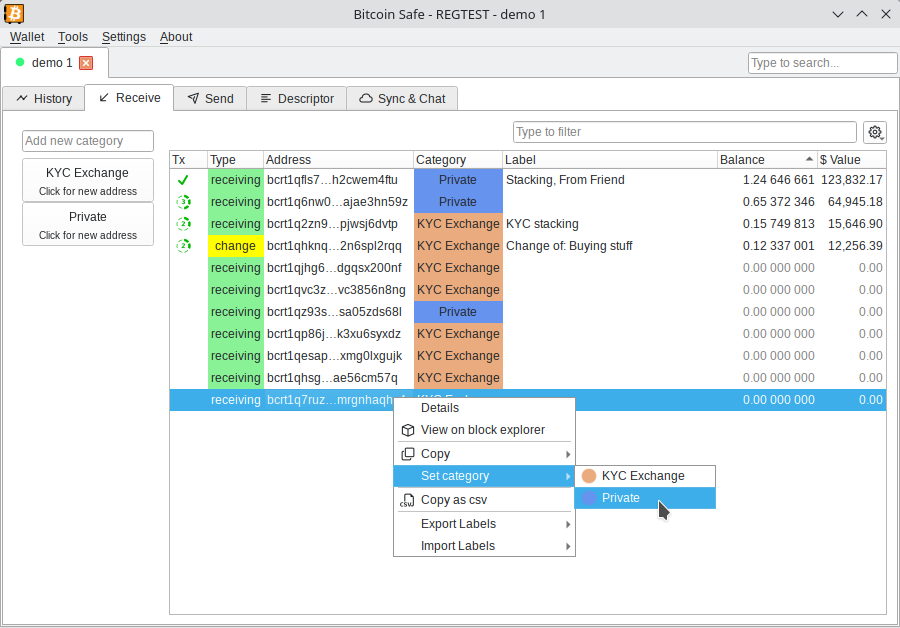 Bitcoin Safe - REGTEST - demo 1
Wallet Tools Settings About
demo 1 Type to search...
History Receive Send Descriptor Sync & Chat
Add new category Type to filter
KYC Exchange
Click for new address
Private
Click for new address
Tx Type Address Category Label Balance $ Value
receiving bcrt1qfls7…h2cwem4ftu Private Stacking, From Friend 1.24 646 661 123,832.17
3 receiving bcrt1q6nw0…ajae3hn59z Private 0.65 372 346 64,945.18
2 receiving bcrt1q2zn9…pjwsj6dvtp KYC Exchange KYC stacking 0.15 749 813 15,646.90
2 change bcrt1qhknq…2n6spl2rqq KYC Exchange Change of: Buying stuff 0.12 337 001 12,256.39
receiving bcrt1qjhg6…dgqsx200nf KYC Exchange 0.00 000 000 0.00
receiving bcrt1qvc3z…vc3856n8ng KYC Exchange 0.00 000 000 0.00
receiving bcrt1qz93s…sa05zds68l Private 0.00 000 000 0.00
receiving bcrt1qp86j…k3xu6syxdz KYC Exchange 0.00 000 000 0.00
receiving bcrt1qesap…xmg0lxgujk KYC Exchange 0.00 000 000 0.00
receiving bcrt1qhsg…ae56cm57q KYC Exchange 0.00 000 000 0.00
receiving bcrt1q7ruz…mrgnhaqh 0.00 000 000 0.00
Details
View on block explorer
Copy
Set category
Copy as csv
Export Labels
Import Labels
KYC Exchange
Private